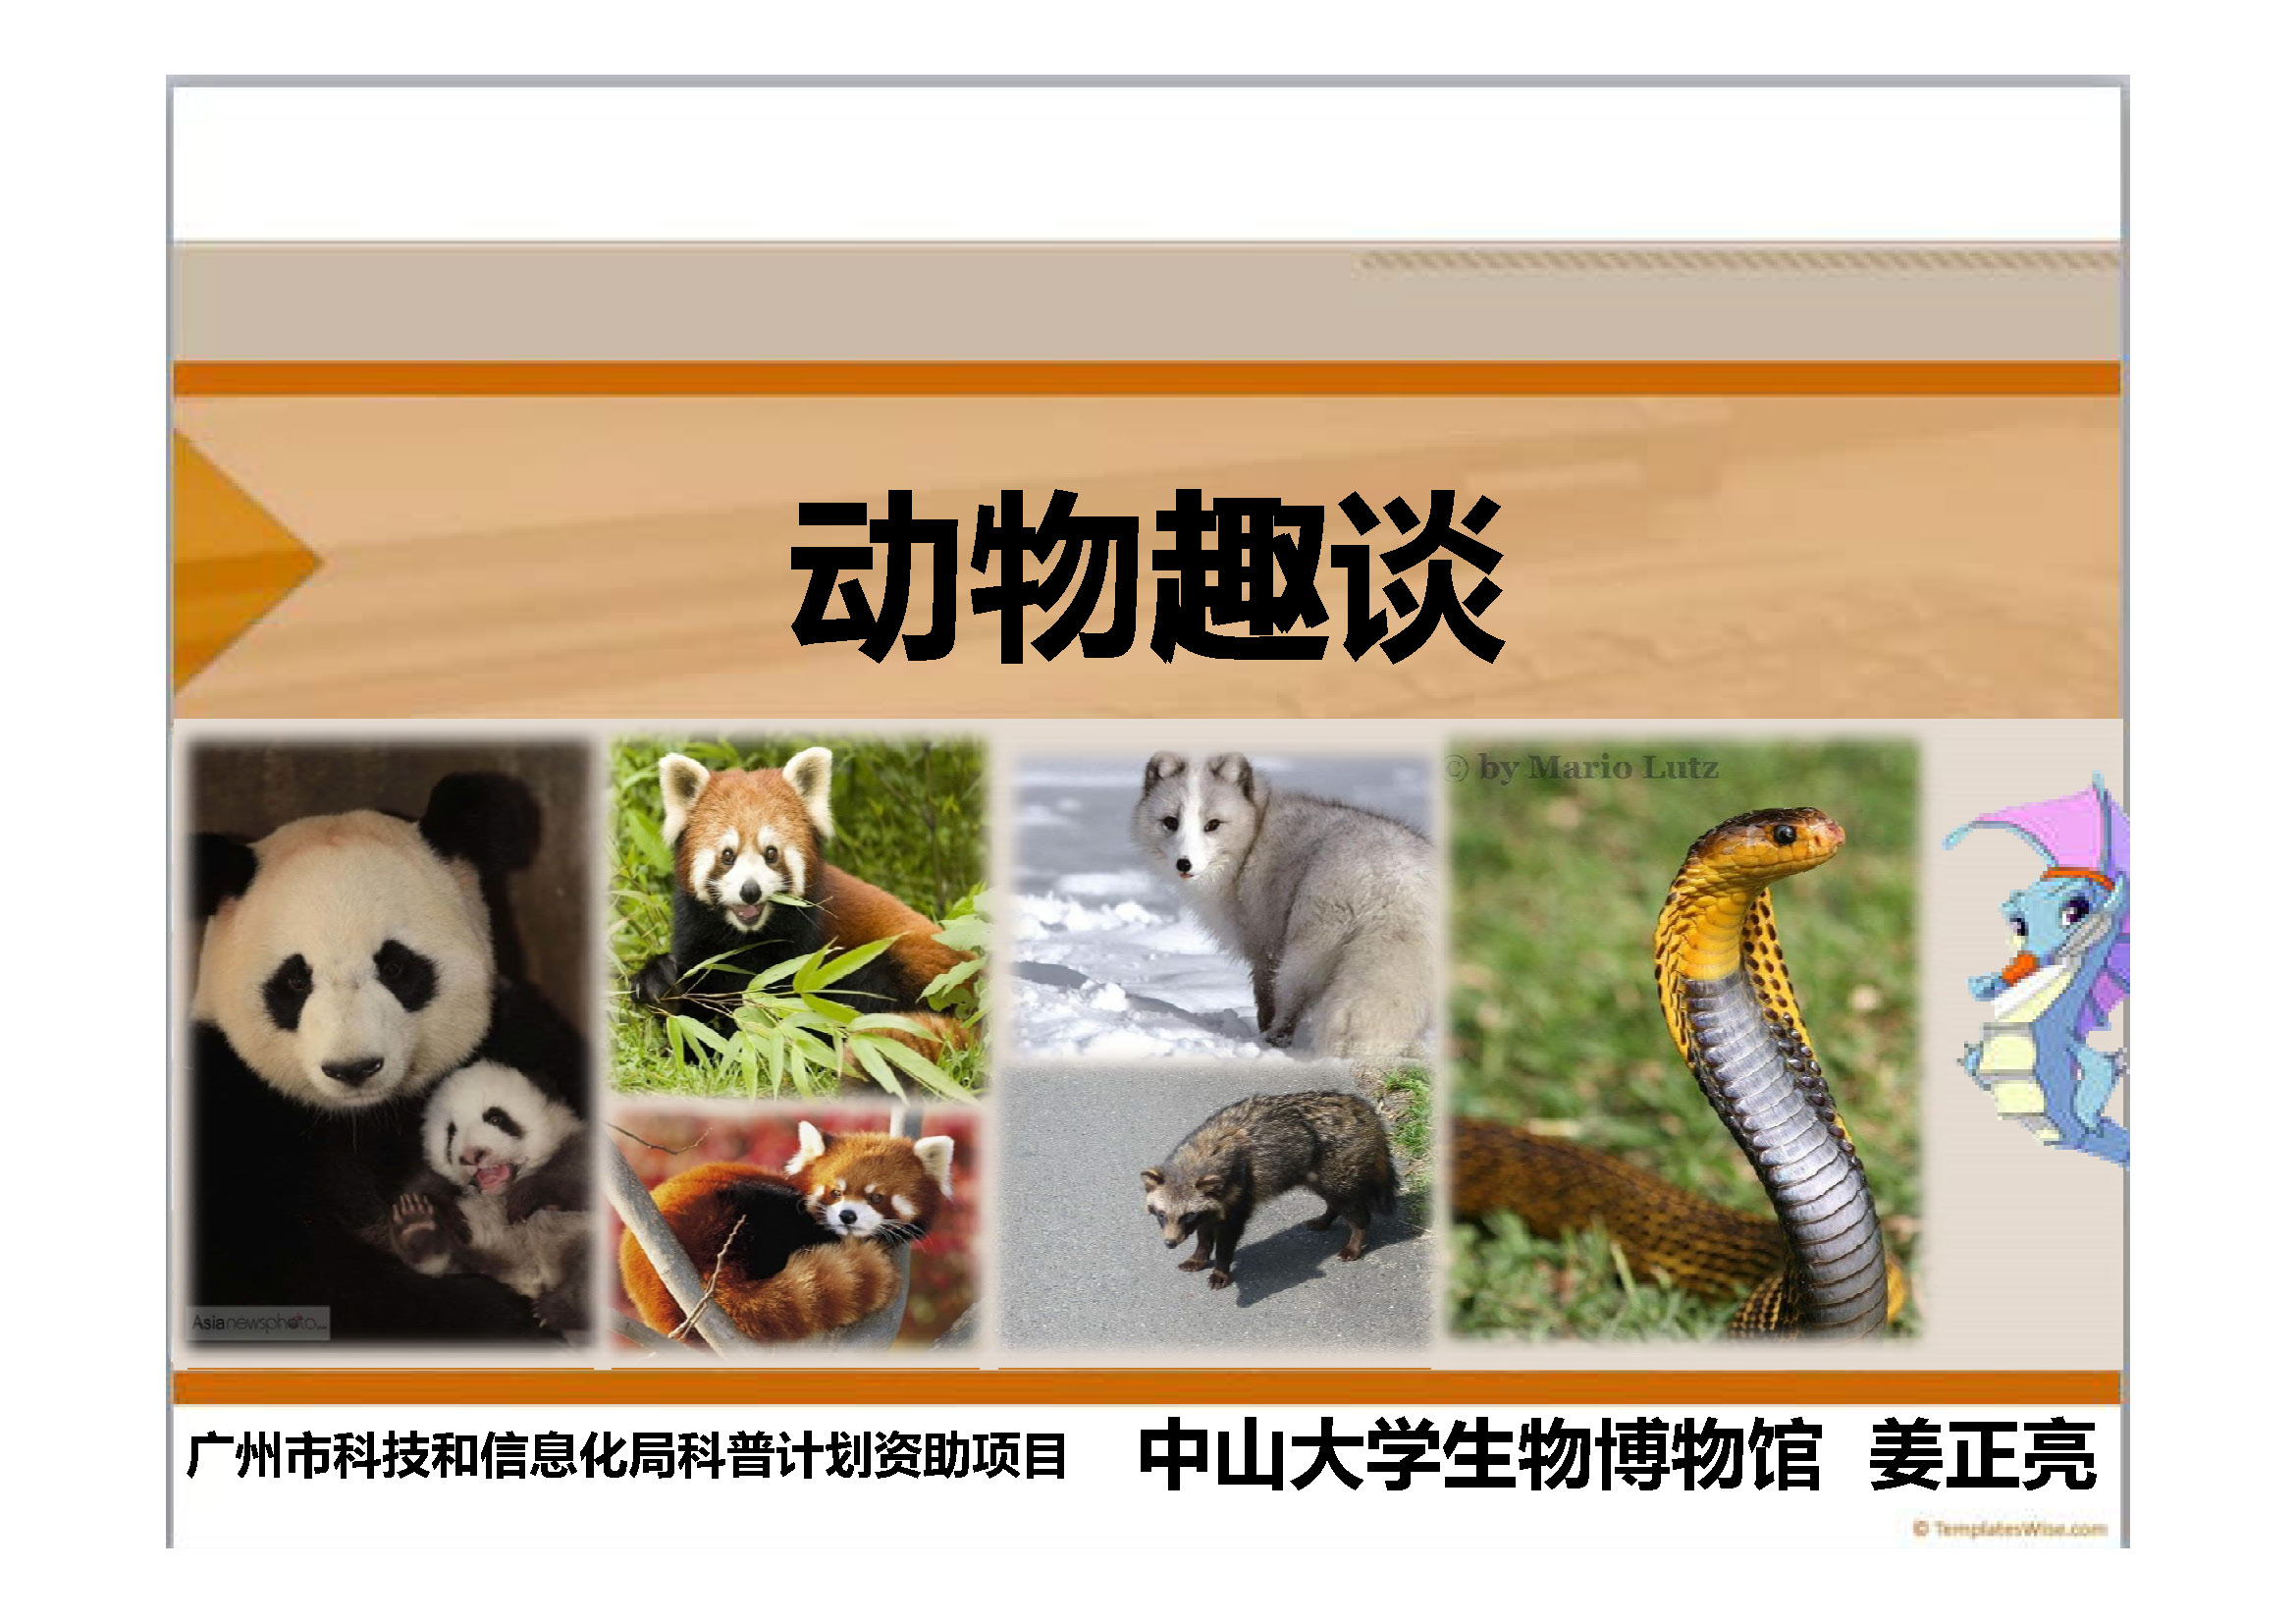 动物趣谈
© by Mario Lutz
Asianewsphoto
广州市科技和信息化局科普计划资助项目
中山大学生物博物馆 姜正亮
© TemplatesWise.com